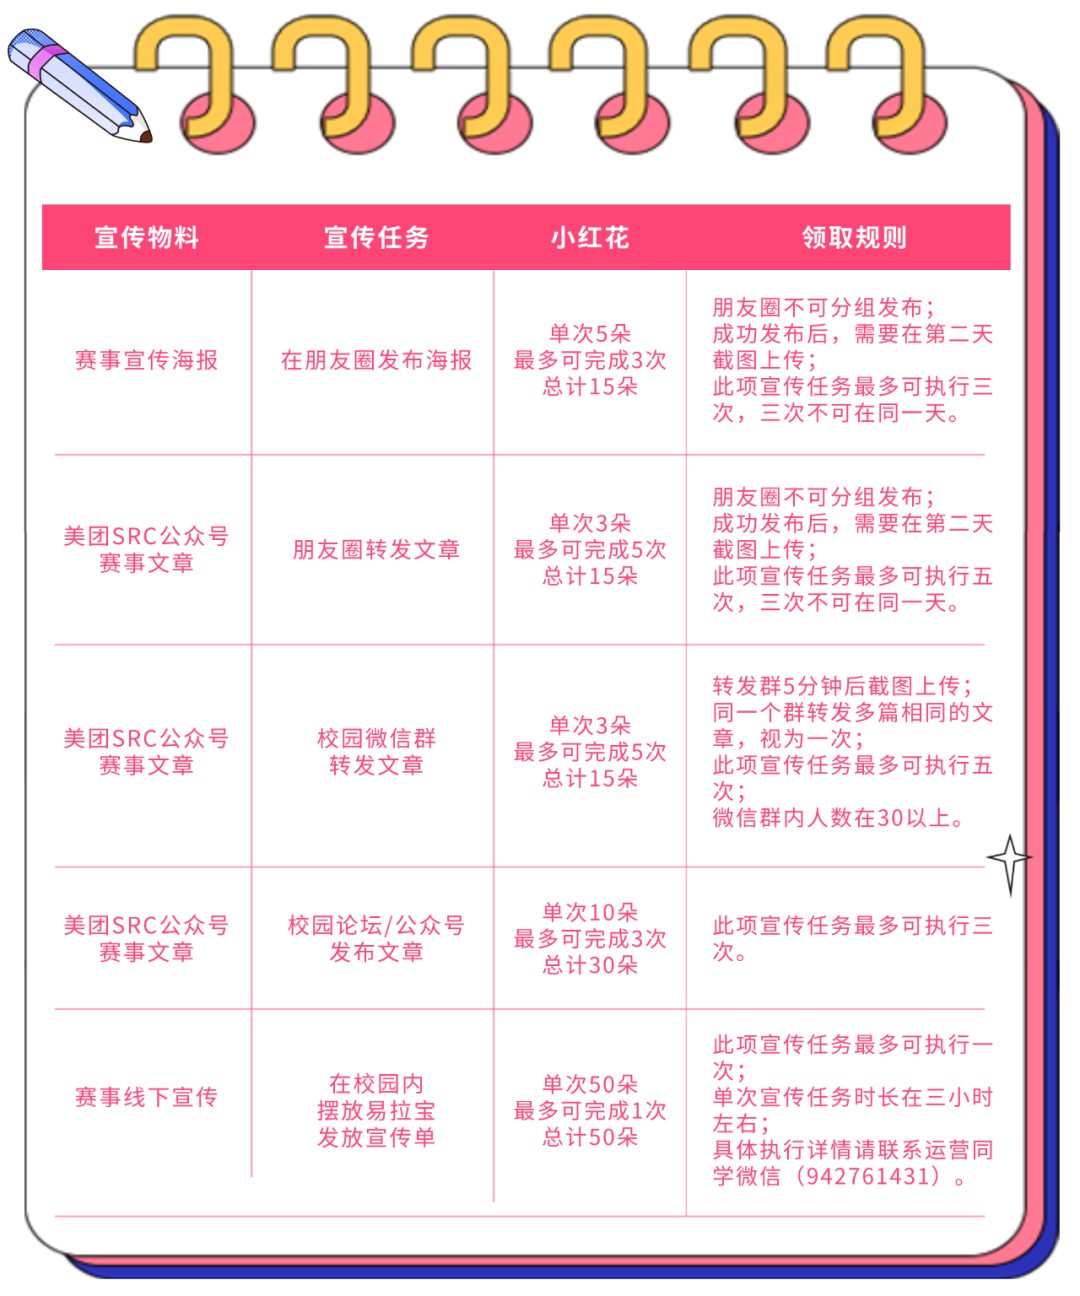 宣传物料 宣传任务 小红花 领取规则
赛事宣传海报
在朋友圈发布海报
单次5朵
最多可完成3次
总计15朵
朋友圈不可分组发布；
成功发布后，需要在第二天
截图上传；
此项宣传任务最多可执行三
次，三次不可在同一天。
美团SRC公众号
赛事文章
朋友圈转发文章
单次3朵
最多可完成5次
总计15朵
朋友圈不可分组发布；
成功发布后，需要在第二天
截图上传；
此项宣传任务最多可执行五
次，三次不可在同一天。
美团SRC公众号
赛事文章
校园微信群
转发文章
单次3朵
最多可完成5次
总计15朵
转发群5分钟后截图上传；
同一个群转发多篇相同的文
章，视为一次；
此项宣传任务最多可执行五
次；
微信群内人数在30以上。
美团SRC公众号
赛事文章
校园论坛/公众号
发布文章
单次10朵
最多可完成3次
总计30朵
此项宣传任务最多可执行三
次。
赛事线下宣传
在校园内
摆放易拉宝
发放宣传单
单次50朵
最多可完成1次
总计50朵
此项宣传任务最多可执行一
次；
单次宣传任务时长在三小时
左右；
具体执行详情请联系运营同
学微信（942761431）。